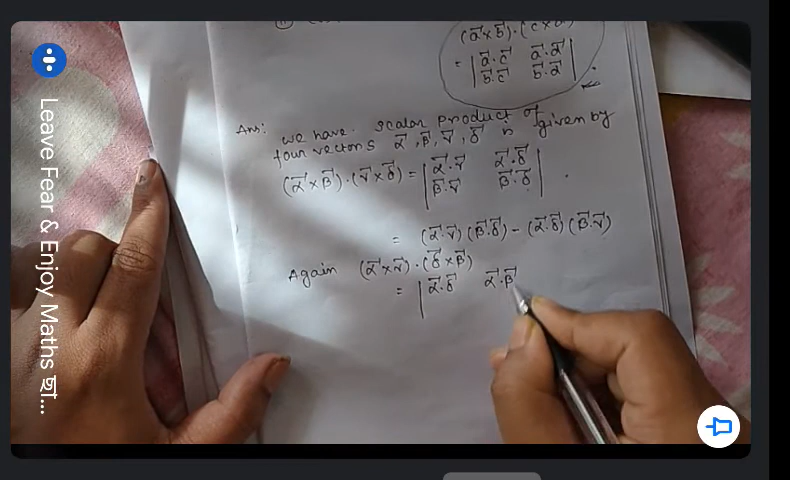 (a⃗×b⃗)·(c⃗×d⃗)
= | a⃗·c⃗ a⃗·d⃗ |
| b⃗·c⃗ b⃗·d⃗ | .
Ans: we have scalar product of
four vectors α⃗, β⃗, γ⃗, δ⃗ is given by
(α⃗×β⃗)·(γ⃗×δ⃗) = | α⃗·γ⃗ α⃗·δ⃗ |
| β⃗·γ⃗ β⃗·δ⃗ | .
= (α⃗·γ⃗)(β⃗·δ⃗) - (α⃗·δ⃗)(β⃗·γ⃗)
Again (α⃗×γ⃗)·(δ⃗×β⃗)
= | α⃗·δ⃗ α⃗·β⃗
Leave Fear & Enjoy Maths ছা...